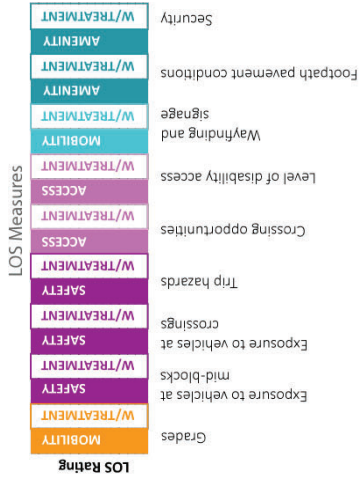 LOS Rating
LOS Measures
Grades
MOBILITY
W/TREATMENT
Exposure to vehicles at
mid-blocks
SAFETY
W/TREATMENT
Exposure to vehicles at
crossings
SAFETY
W/TREATMENT
Trip hazards
SAFETY
W/TREATMENT
Crossing opportunities
ACCESS
W/TREATMENT
Level of disability access
ACCESS
W/TREATMENT
Wayfinding and
signage
MOBILITY
W/TREATMENT
Footpath pavement conditions
AMENITY
W/TREATMENT
Security
AMENITY
W/TREATMENT